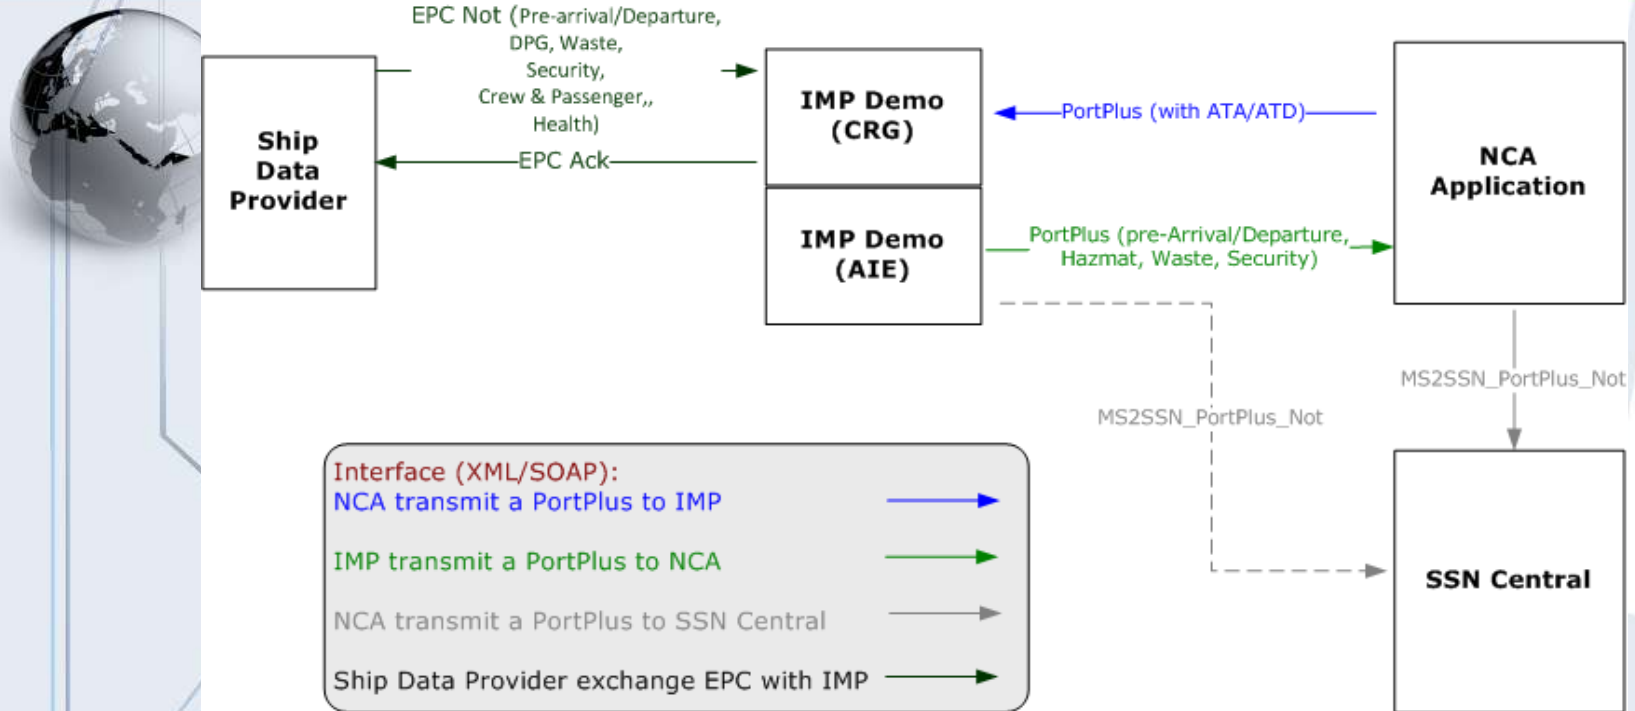 EPC Not (Pre-arrival/Departure,
DPG, Waste,
Security,
Crew & Passenger,,
Health)
EPC Ack
Ship
Data
Provider
IMP Demo
(CRG)
IMP Demo
(AIE)
PortPlus (with ATA/ATD)
NCA
Application
PortPlus (pre-Arrival/Departure,
Hazmat, Waste, Security)
MS2SSN_PortPlus_Not
MS2SSN_PortPlus_Not
SSN Central
Interface (XML/SOAP):
NCA transmit a PortPlus to IMP
IMP transmit a PortPlus to NCA
NCA transmit a PortPlus to SSN Central
Ship Data Provider exchange EPC with IMP